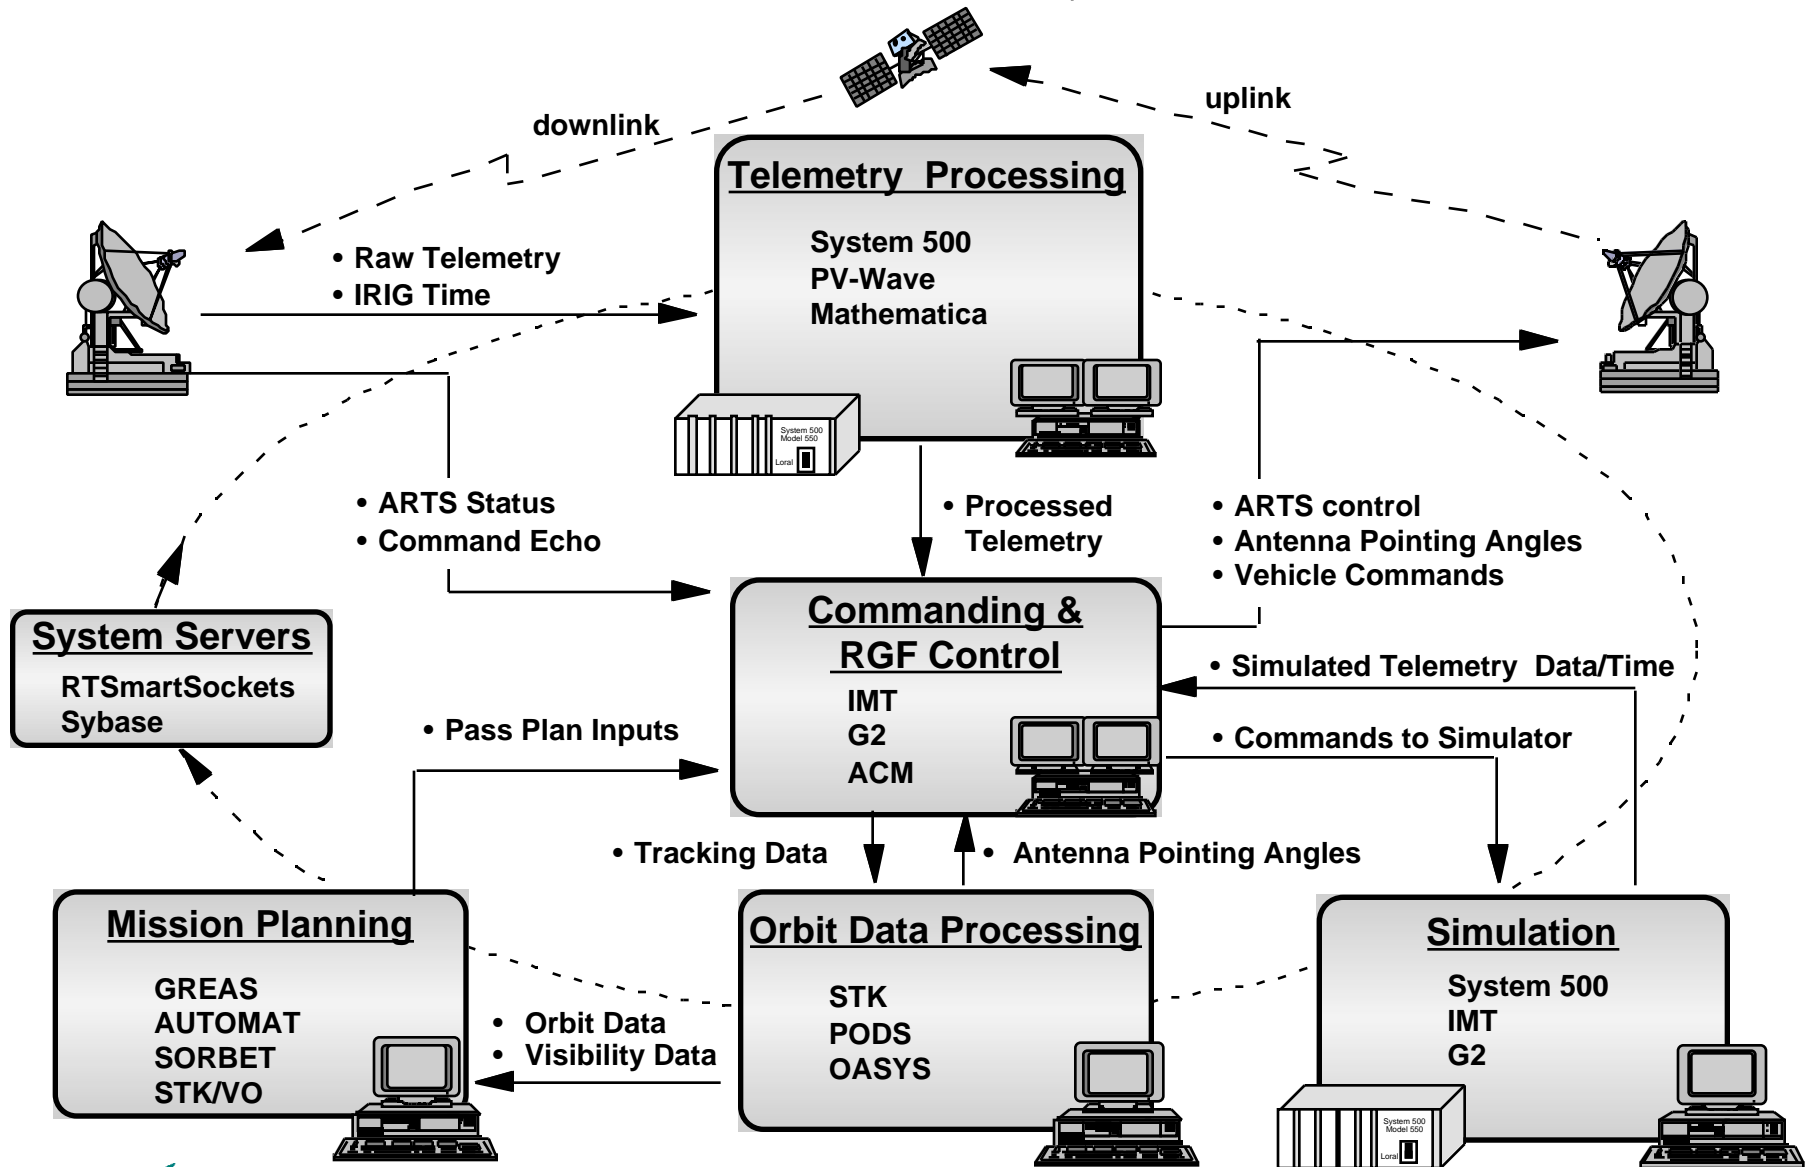 downlink
uplink
Telemetry Processing
System 500
PV-Wave
Mathematica
• Raw Telemetry
• IRIG Time
System 500
Model 550
Loral
• ARTS Status
• Command Echo
• Processed
Telemetry
• ARTS control
• Antenna Pointing Angles
• Vehicle Commands
System Servers
RTSmartSockets
Sybase
Commanding &
RGF Control
IMT
G2
ACM
• Simulated Telemetry Data/Time
• Pass Plan Inputs
• Commands to Simulator
• Tracking Data
• Antenna Pointing Angles
Mission Planning
GREAS
AUTOMAT
SORBET
STK/VO
• Orbit Data
• Visibility Data
Orbit Data Processing
STK
PODS
OASYS
Simulation
System 500
IMT
G2
System 500
Model 550
Loral